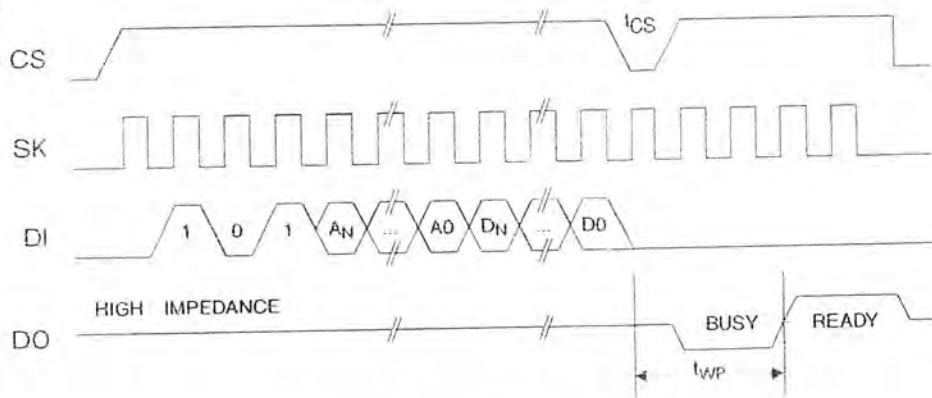 tCS
CS
SK
DI 1 0 1 AN ... A0 DN ... D0
HIGH IMPEDANCE
DO BUSY READY
tWP